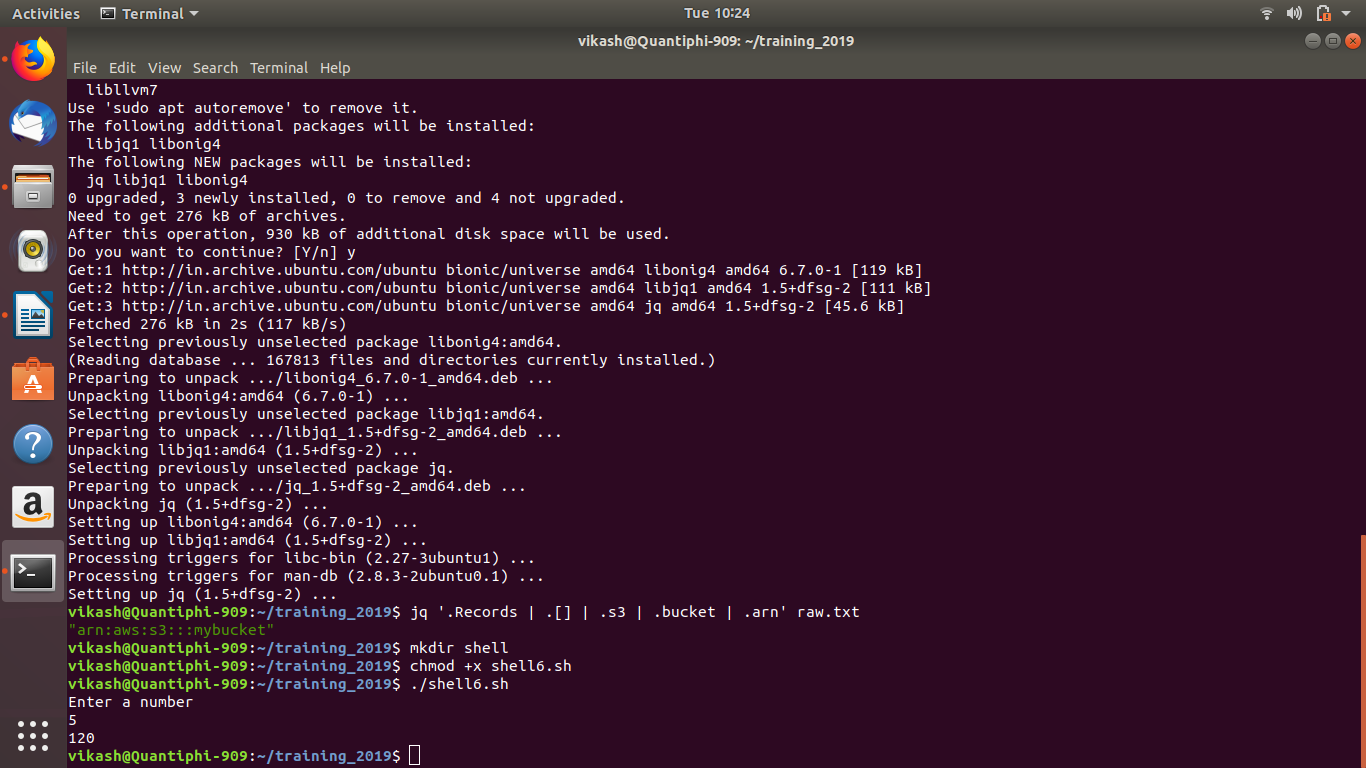 Activities Terminal Tue 10:24
vikash@Quantiphi-909: ~/training_2019
File Edit View Search Terminal Help
  libllvm7
Use 'sudo apt autoremove' to remove it.
The following additional packages will be installed:
  libjq1 libonig4
The following NEW packages will be installed:
  jq libjq1 libonig4
0 upgraded, 3 newly installed, 0 to remove and 4 not upgraded.
Need to get 276 kB of archives.
After this operation, 930 kB of additional disk space will be used.
Do you want to continue? [Y/n] y
Get:1 http://in.archive.ubuntu.com/ubuntu bionic/universe amd64 libonig4 amd64 6.7.0-1 [119 kB]
Get:2 http://in.archive.ubuntu.com/ubuntu bionic/universe amd64 libjq1 amd64 1.5+dfsg-2 [111 kB]
Get:3 http://in.archive.ubuntu.com/ubuntu bionic/universe amd64 jq amd64 1.5+dfsg-2 [45.6 kB]
Fetched 276 kB in 2s (117 kB/s)
Selecting previously unselected package libonig4:amd64.
(Reading database ... 167813 files and directories currently installed.)
Preparing to unpack .../libonig4_6.7.0-1_amd64.deb ...
Unpacking libonig4:amd64 (6.7.0-1) ...
Selecting previously unselected package libjq1:amd64.
Preparing to unpack .../libjq1_1.5+dfsg-2_amd64.deb ...
Unpacking libjq1:amd64 (1.5+dfsg-2) ...
Selecting previously unselected package jq.
Preparing to unpack .../jq_1.5+dfsg-2_amd64.deb ...
Unpacking jq (1.5+dfsg-2) ...
Setting up libonig4:amd64 (6.7.0-1) ...
Setting up libjq1:amd64 (1.5+dfsg-2) ...
Processing triggers for libc-bin (2.27-3ubuntu1) ...
Processing triggers for man-db (2.8.3-2ubuntu0.1) ...
Setting up jq (1.5+dfsg-2) ...
vikash@Quantiphi-909:~/training_2019$ jq '.Records | .[] | .s3 | .bucket | .arn' raw.txt
"arn:aws:s3:::mybucket"
vikash@Quantiphi-909:~/training_2019$ mkdir shell
vikash@Quantiphi-909:~/training_2019$ chmod +x shell6.sh
vikash@Quantiphi-909:~/training_2019$ ./shell6.sh
Enter a number
5
120
vikash@Quantiphi-909:~/training_2019$